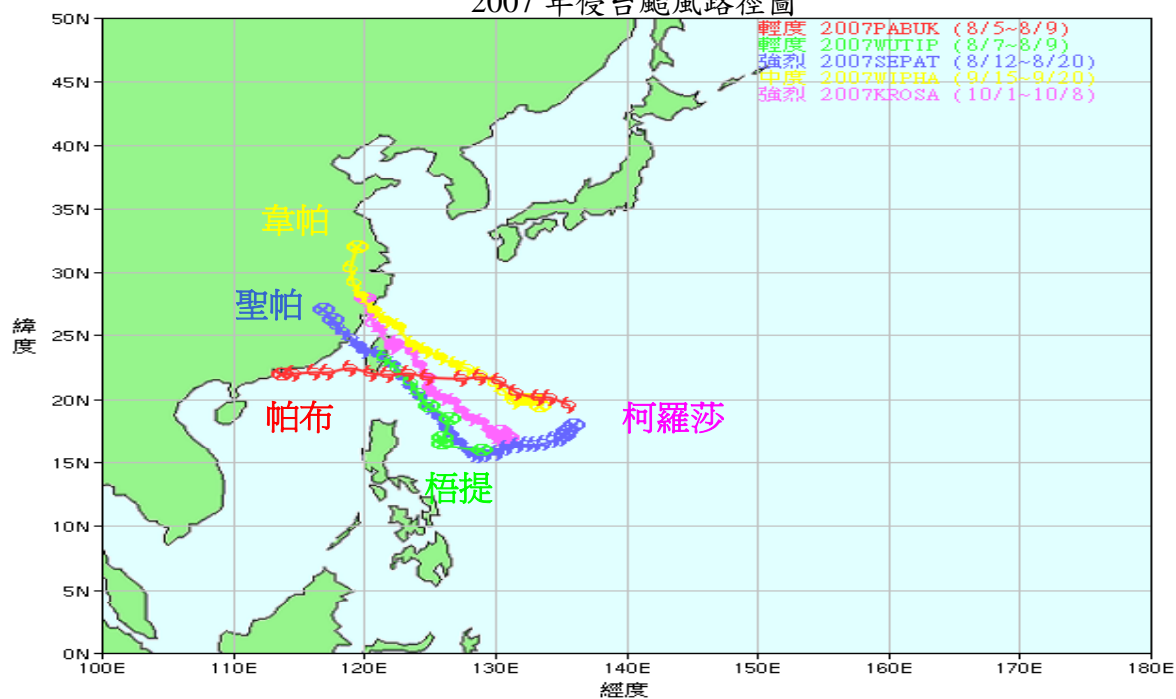 2007 年侵台颱風路徑圖
50N
45N
40N
35N
30N
25N
20N
15N
10N
5N
0N
輕度 2007PABUK (8/5~8/9)
輕度 2007WUTIP (8/7~8/9)
強烈 2007SEPAT (8/12~8/20)
中度 2007WIPHA (9/15~9/20)
強烈 2007KROSA (10/1~10/8)
韋帕
聖帕
帕布
柯羅莎
梧提
緯度
100E 110E 120E 130E 140E 150E 160E 170E 180E
經度